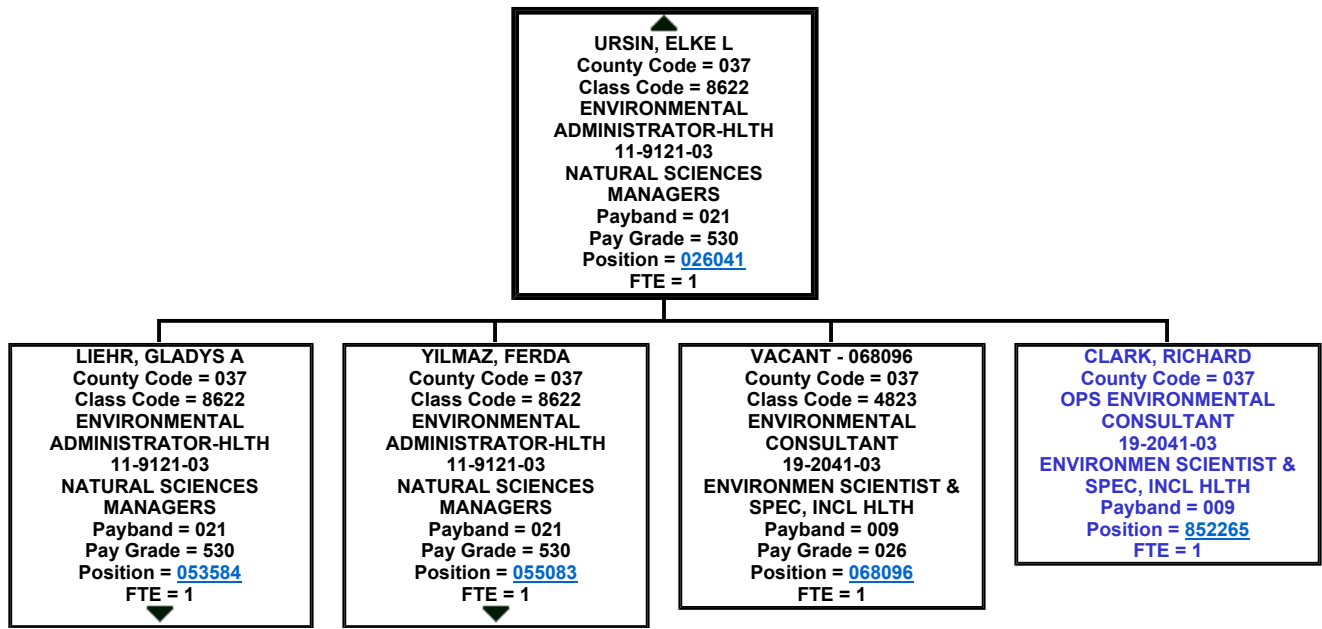 URSIN, ELKE L
County Code = 037
Class Code = 8622
ENVIRONMENTAL
ADMINISTRATOR-HLTH
11-9121-03
NATURAL SCIENCES
MANAGERS
Payband = 021
Pay Grade = 530
Position = 026041
FTE = 1
LIEHR, GLADYS A
County Code = 037
Class Code = 8622
ENVIRONMENTAL
ADMINISTRATOR-HLTH
11-9121-03
NATURAL SCIENCES
MANAGERS
Payband = 021
Pay Grade = 530
Position = 053584
FTE = 1
YILMAZ, FERDA
County Code = 037
Class Code = 8622
ENVIRONMENTAL
ADMINISTRATOR-HLTH
11-9121-03
NATURAL SCIENCES
MANAGERS
Payband = 021
Pay Grade = 530
Position = 055083
FTE = 1
VACANT - 068096
County Code = 037
Class Code = 4823
ENVIRONMENTAL
CONSULTANT
19-2041-03
ENVIRONMEN SCIENTIST &
SPEC, INCL HLTH
Payband = 009
Pay Grade = 026
Position = 068096
FTE = 1
CLARK, RICHARD
County Code = 037
OPS ENVIRONMENTAL
CONSULTANT
19-2041-03
ENVIRONMEN SCIENTIST &
SPEC, INCL HLTH
Payband = 009
Position = 852265
FTE = 1